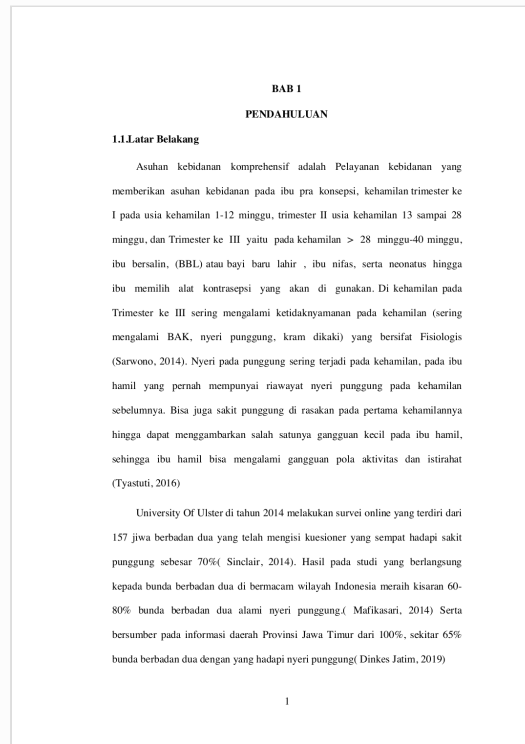 BAB 1
PENDAHULUAN
1.1.Latar Belakang
Asuhan kebidanan komprehensif adalah Pelayanan kebidanan yang
memberikan asuhan kebidanan pada ibu pra konsepsi, kehamilan trimester ke
I pada usia kehamilan 1-12 minggu, trimester II usia kehamilan 13 sampai 28
minggu, dan Trimester ke III yaitu pada kehamilan > 28 minggu-40 minggu,
ibu bersalin, (BBL) atau bayi baru lahir , ibu nifas, serta neonatus hingga
ibu memilih alat kontrasepsi yang akan di gunakan. Di kehamilan pada
Trimester ke III sering mengalami ketidaknyamanan pada kehamilan (sering
mengalami BAK, nyeri punggung, kram dikaki) yang bersifat Fisiologis
(Sarwono, 2014). Nyeri pada punggung sering terjadi pada kehamilan, pada ibu
hamil yang pernah mempunyai riawayat nyeri punggung pada kehamilan
sebelumnya. Bisa juga sakit punggung di rasakan pada pertama kehamilannya
hingga dapat menggambarkan salah satunya gangguan kecil pada ibu hamil,
sehingga ibu hamil bisa mengalami gangguan pola aktivitas dan istirahat
(Tyastuti, 2016)
University Of Ulster di tahun 2014 melakukan survei online yang terdiri dari
157 jiwa berbadan dua yang telah mengisi kuesioner yang sempat hadapi sakit
punggung sebesar 70%( Sinclair, 2014). Hasil pada studi yang berlangsung
kepada bunda berbadan dua di bermacam wilayah Indonesia meraih kisaran 60-
80% bunda berbadan dua alami nyeri punggung.( Mafikasari, 2014) Serta
bersumber pada informasi daerah Provinsi Jawa Timur dari 100%, sekitar 65%
bunda berbadan dua dengan yang hadapi nyeri punggung( Dinkes Jatim, 2019)
1